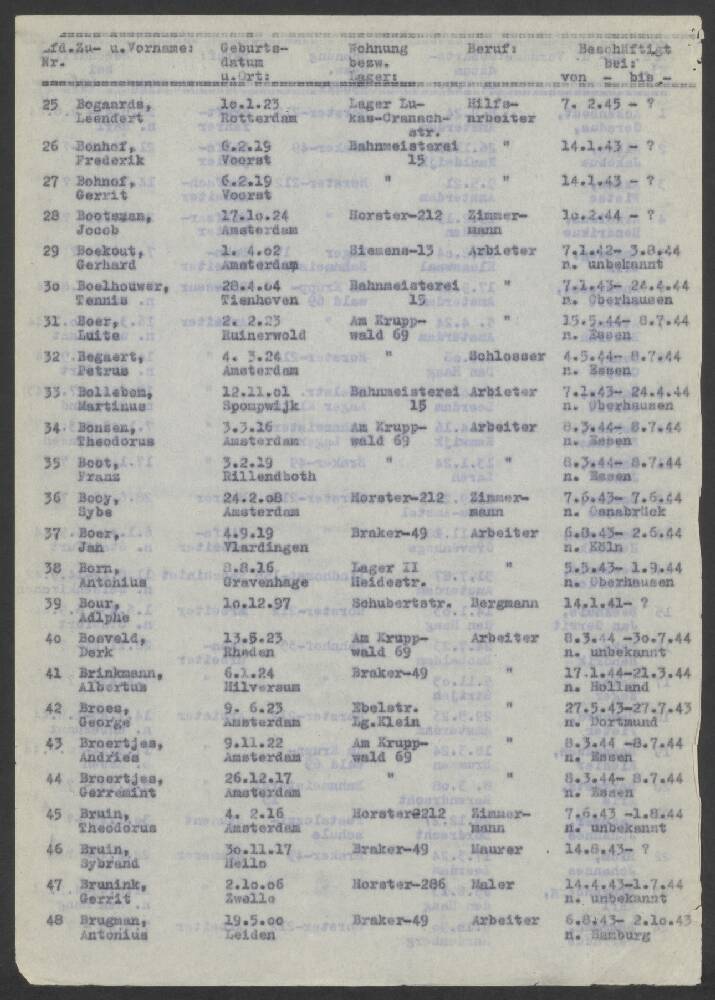 Lfd. Zu- u. Vorname: Geburts- Wohnung Beruf: Beschäftigt
Nr. datum bezw. bei:
u.Ort: Lager: von - bis -
25 Bogaards, 1o.1.23 Lager Lu- Hilfs- 7. 2.45 - ?
Leendert Rotterdam kas-Cranach- arbeiter
str.
26 Bonhof, 6.2.19 Bahnmeisterei " 14.1.43 - ?
Frederik Voorst 15
27 Bohnof, 6.2.19 " " 14.1.43 - ?
Gerrit Voorst
28 Bootsman, 17.1o.24 Horster-212 Zimmer- 1o.2.44 - ?
Jocob Amsterdam mann
29 Boekout, 1. 4.o2 Siemens-13 Arbieter 7.1.42- 3.8.44
Gerhard Amsterdam n. unbekannt
3o Boelhouwer, 28.4.o4 Bahnmeisterei " 7.1.43- 24.4.44
Tennis Tienhoven 15 n. Oberhausen
31 Boer, 2. 2.23 Am Krupp- " 15.5.44- 8.7.44
Luite Ruinerwold wald 69 n. Essen
32 Begaert, 4. 3.24 " Schlosser 4.5.44- 8.7.44
Petrus Amsterdam n. Essen
33 Bollebom, 12.11.o1 Bahnmeisterei Arbieter 7.1.43- 24.4.44
Martinus Spompwijk 15 n. Oberhausen
34 Bonsen, 3.3.16 Am Krupp- Arbeiter 8.3.44- 8.7.44
Theodorus Amsterdam wald 69 n. Essen
35 Boot, 3.2.19 " " 8.3.44- 8.7.44
Franz Rillendboth n. Essen
36 Booy, 24.2.o8 Horster-212 Zimmer- 7.6.43- 7.6.44
Sybe Amsterdam mann n. Osnabrück
37 Boer, 4.9.19 Braker-49 Arbeiter 6.8.43- 2.6.44
Jan Vlardingen n. Köln
38 Born, 8.8.16 Lager II " 5.5.43- 1.9.44
Antohius Gravenhage Heidestr. n. Oberhausen
39 Bour, 1o.12.97 Schubertstr. Bergmann 14.1.41- ?
Adlphe
4o Bosveld, 13.5.23 Am Krupp- Arbeiter 8.3.44 -3o.7.44
Derk Rheden wald 69 n. unbekannt
41 Brinkmann, 6.1.24 Braker-49 " 17.1.44-21.3.44
Albertus Hilversum n. Holland
42 Broes, 9. 6.23 Ebelstr. " 27.5.43-27.7.43
George Amsterdam Lg.Klein n. Dortmund
43 Broertjes, 9.11.22 Am Krupp- " 8.3.44 -8.7.44
Andries Amsterdam wald 69 n. Essen
44 Broertjes, 26.12.17 " " 8.3.44- 8.7.44
Gerremint Amsterdam n. Essen
45 Bruin, 4. 2.16 Horster-212 Zimmer- 7.6.43 -1.8.44
Theodorus Amsterdam mann n. unbekannt
46 Bruin, 3o.11.17 Braker-49 Maurer 14.8.43- ?
Sybrand Heilo
47 Brunink, 2.1o.o6 Horster-286 Maler 14.4.43-1.7.44
Gerrit Zwolle n. unbekannt
48 Brugman, 19.5.oo Braker-49 Arbeiter 6.8.43- 2.1o.43
Antonius Leiden n. Hamburg